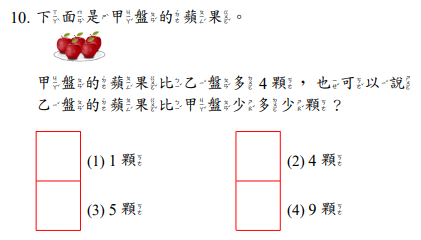 10. 下面是甲盤的蘋果。
甲盤的蘋果比乙盤多 4 顆，也可以說
乙盤的蘋果比甲盤少多少顆？
(1) 1 顆 (2) 4 顆
(3) 5 顆 (4) 9 顆